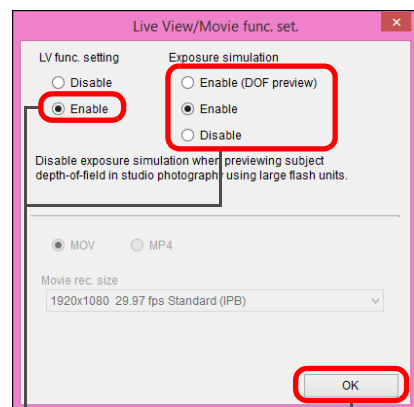 Live View/Movie func. set.
LV func. setting
Exposure simulation
Disable
Enable (DOF preview)
Enable
Enable
Disable
Disable exposure simulation when previewing subject
depth-of-field in studio photography using large flash units.
MOV
MP4
Movie rec. size
1920x1080 29.97 fps Standard (IPB)
OK